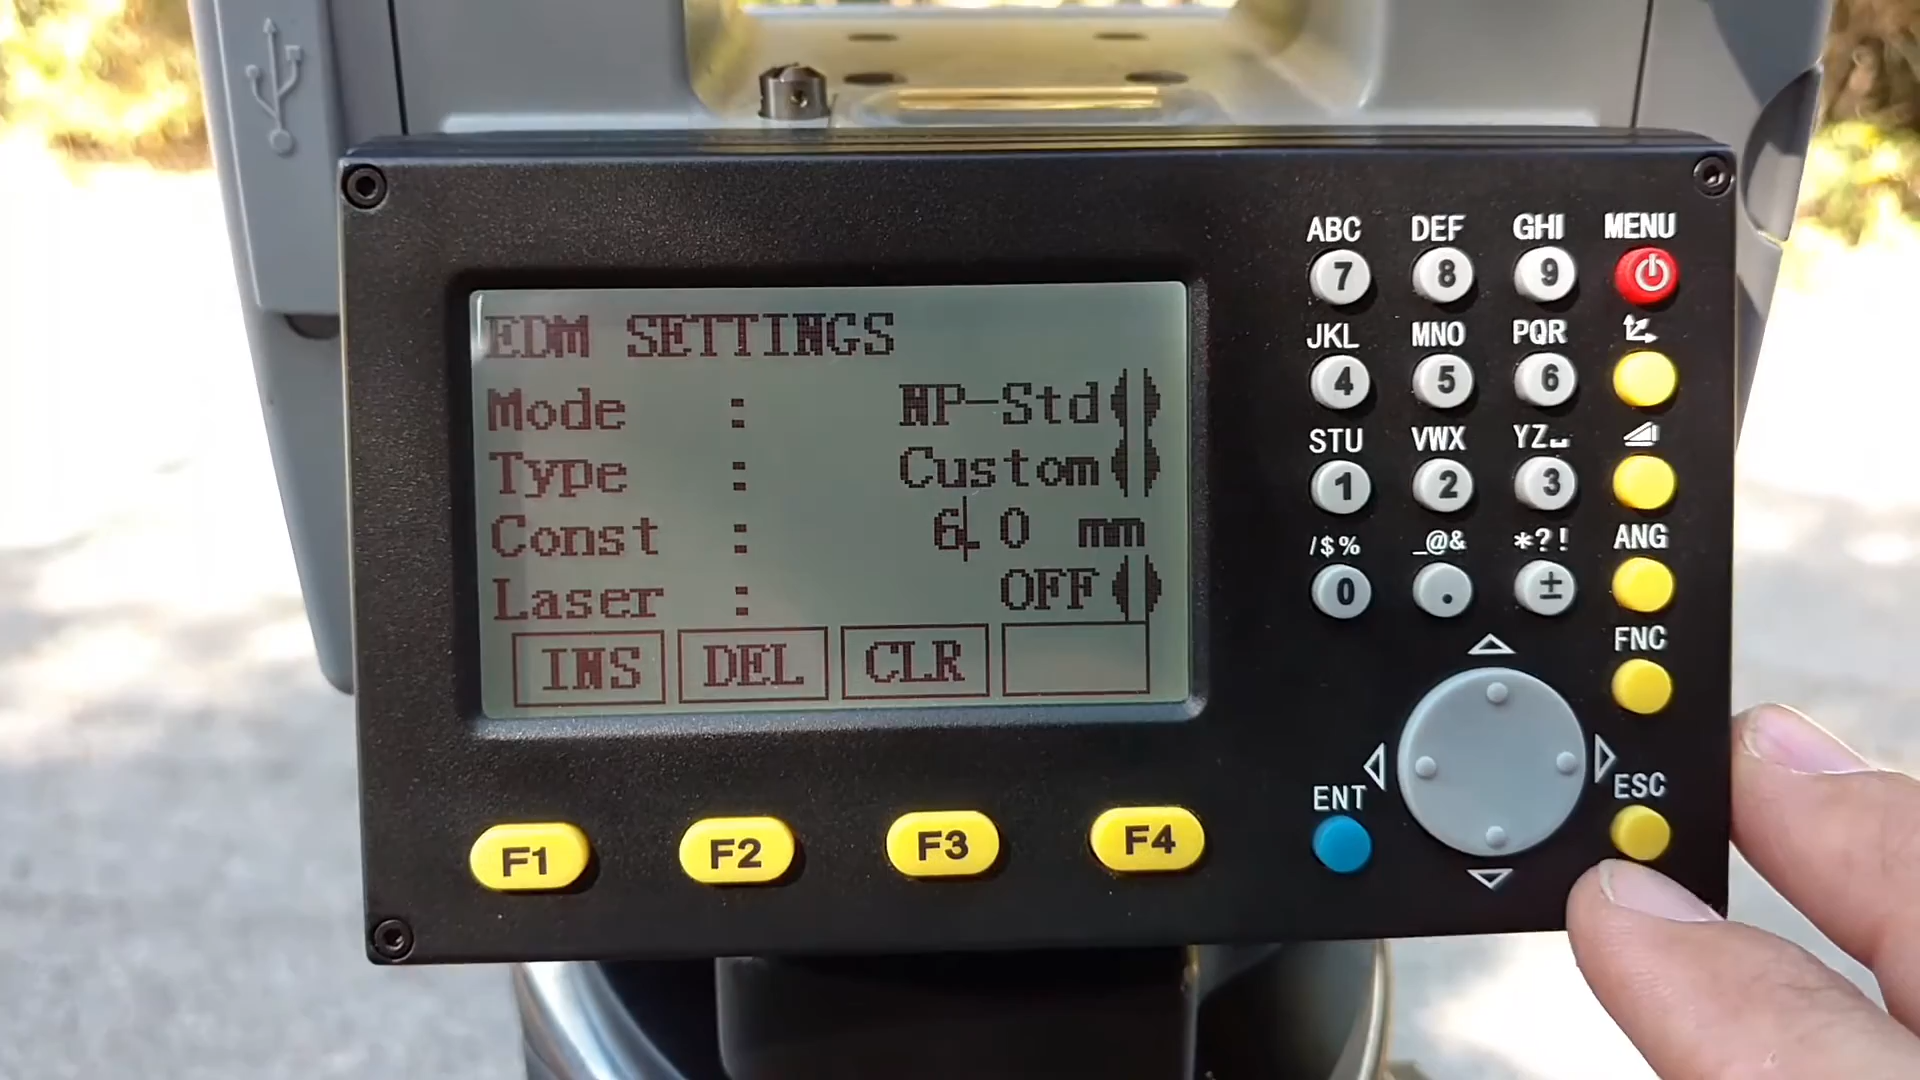 EDM SETTINGS
Mode : NP-Std
Type : Custom
Const : 6.0 mm
Laser : OFF
INS DEL CLR
F1 F2 F3 F4
ABC DEF GHI MENU
7 8 9
JKL MNO PQR
4 5 6
STU VWX YZ
1 2 3
/$% _@& *?! ANG
0 . ±
FNC
ENT ESC